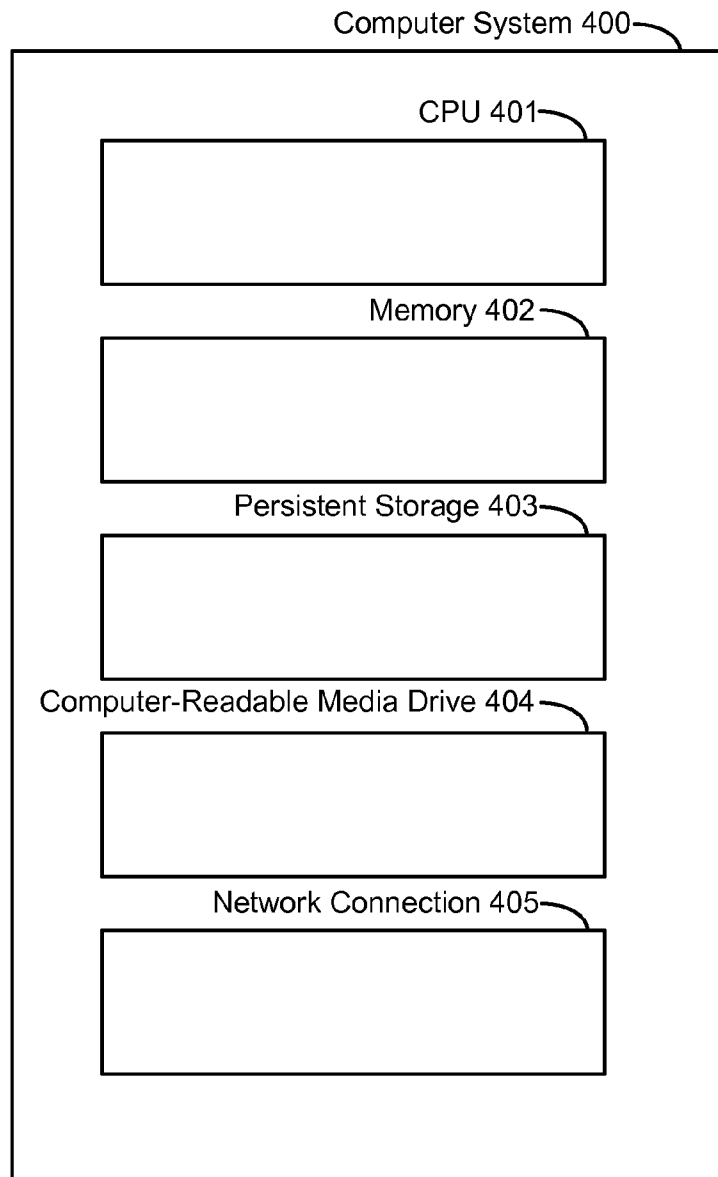 Computer System 400
CPU 401
Memory 402
Persistent Storage 403
Computer-Readable Media Drive 404
Network Connection 405